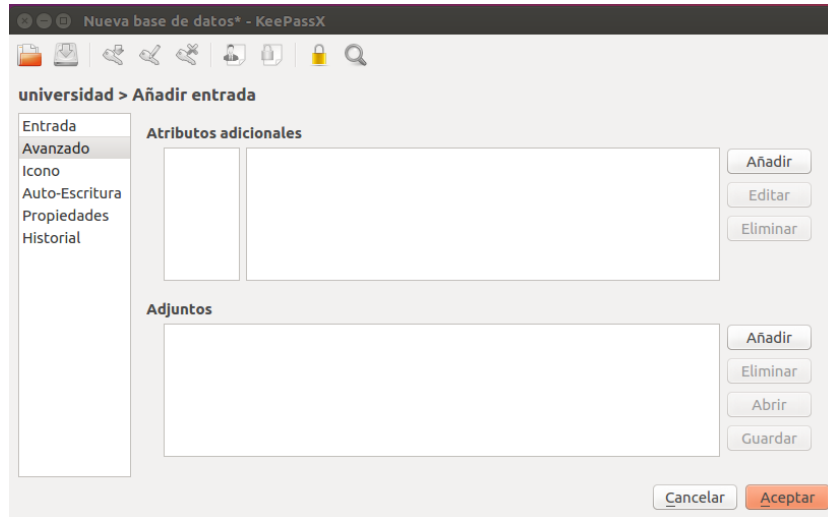 Nueva base de datos* - KeePassX
universidad > Añadir entrada
Entrada
Avanzado
Icono
Auto-Escritura
Propiedades
Historial
Atributos adicionales
Añadir
Editar
Eliminar
Adjuntos
Añadir
Eliminar
Abrir
Guardar
Cancelar
Aceptar